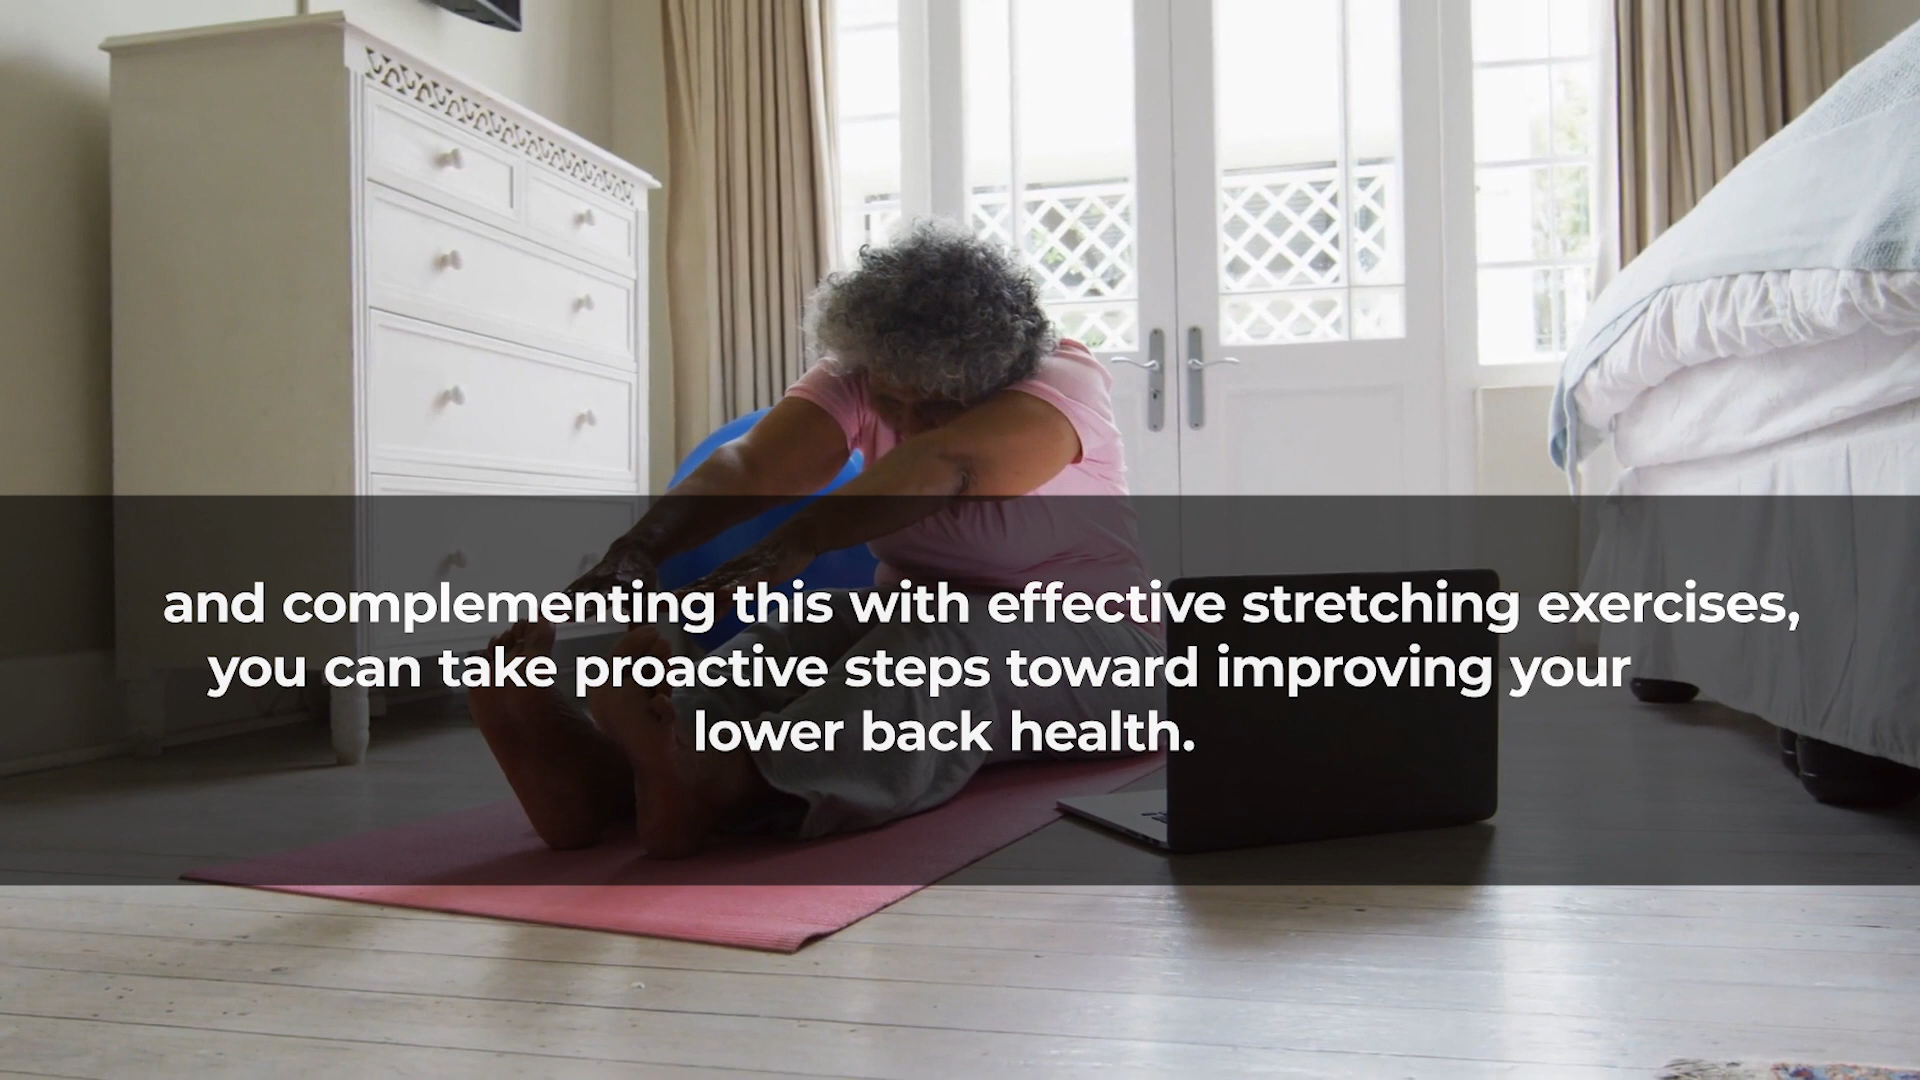 and complementing this with effective stretching exercises,
you can take proactive steps toward improving your
lower back health.